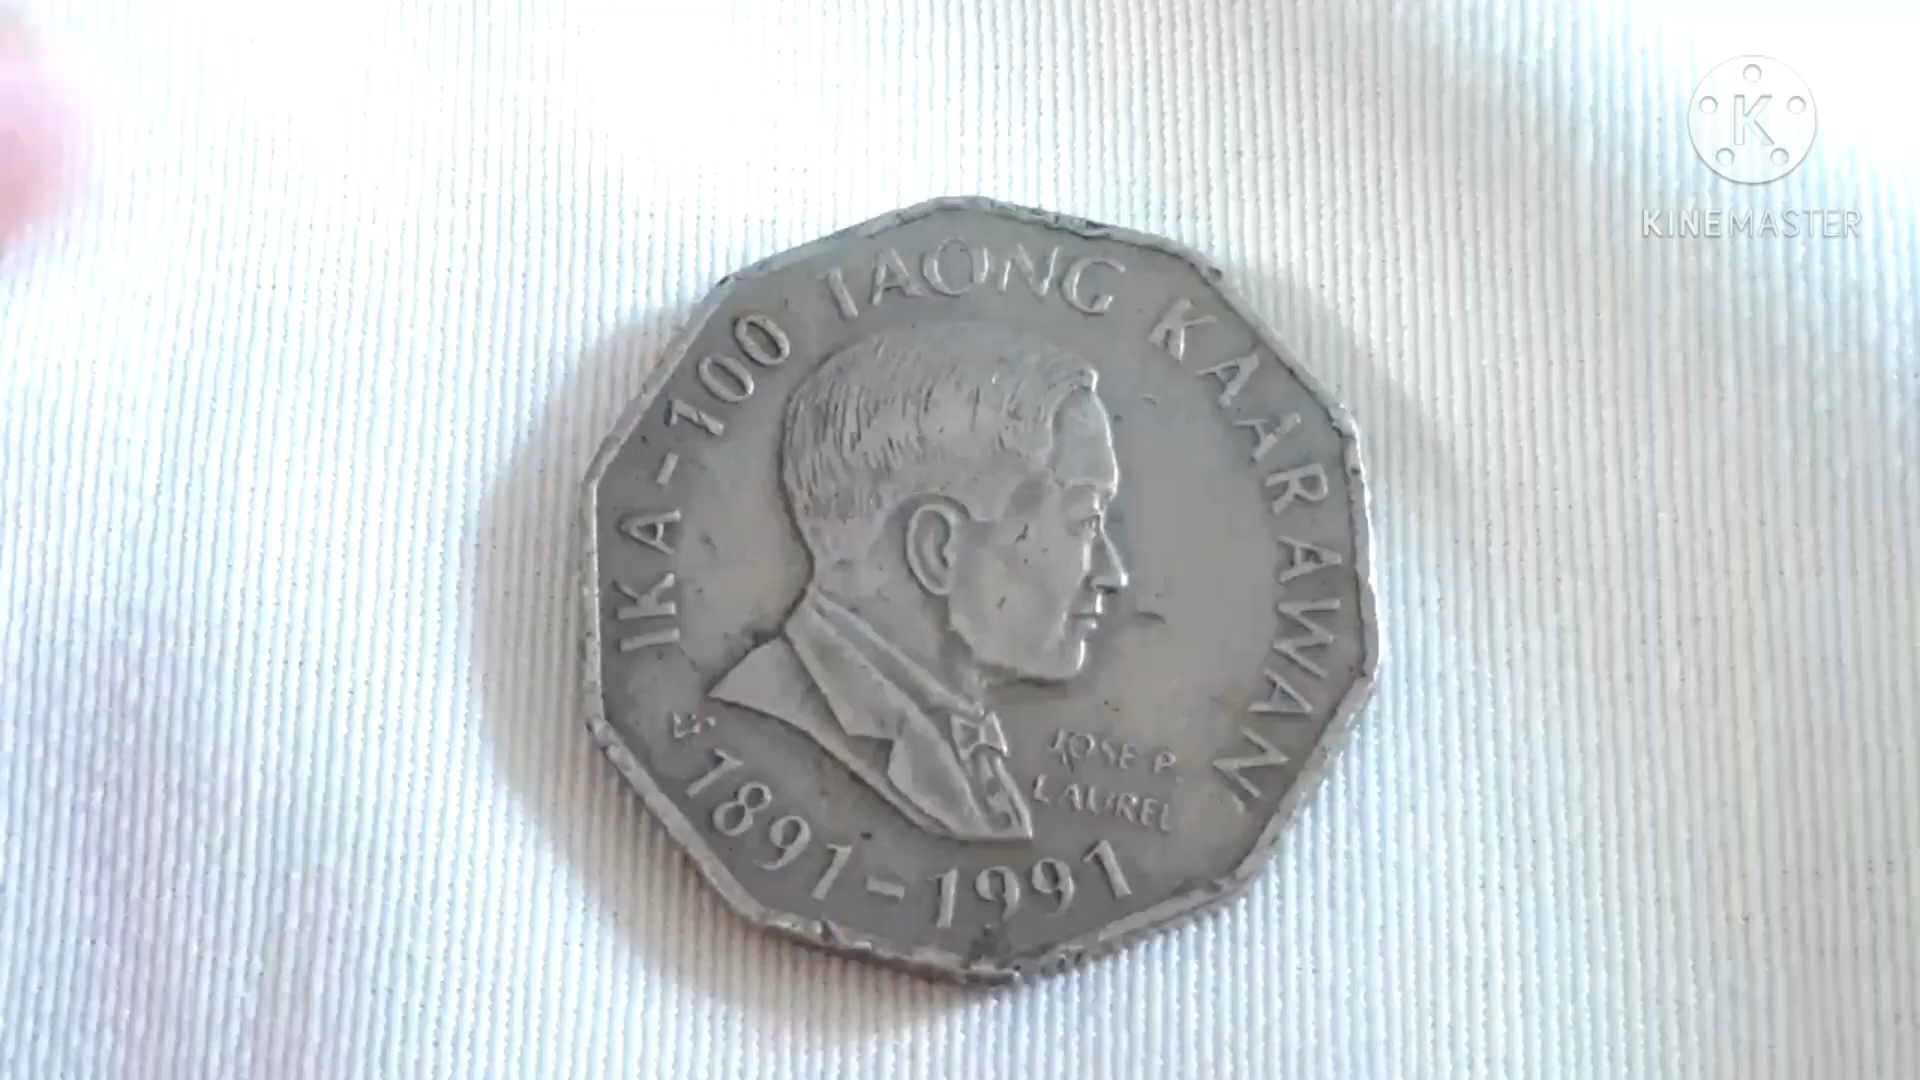 IKA-100 TAONG KAARAWAN
JOSE P.
LAUREL
1891-1991
K
KINEMASTER